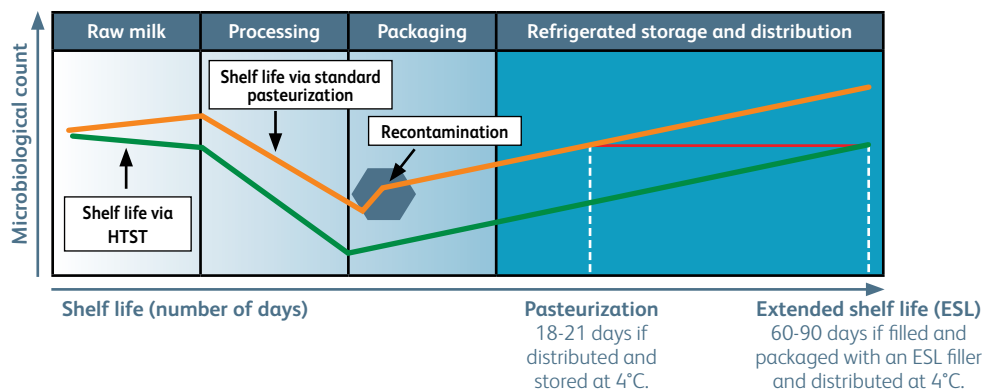 Microbiological count
Raw milk
Processing
Packaging
Refrigerated storage and distribution
Shelf life via standard
pasteurization
Recontamination
Shelf life via
HTST
Shelf life (number of days)
Pasteurization
18-21 days if
distributed and
stored at 4°C.
Extended shelf life (ESL)
60-90 days if filled and
packaged with an ESL filler
and distributed at 4°C.